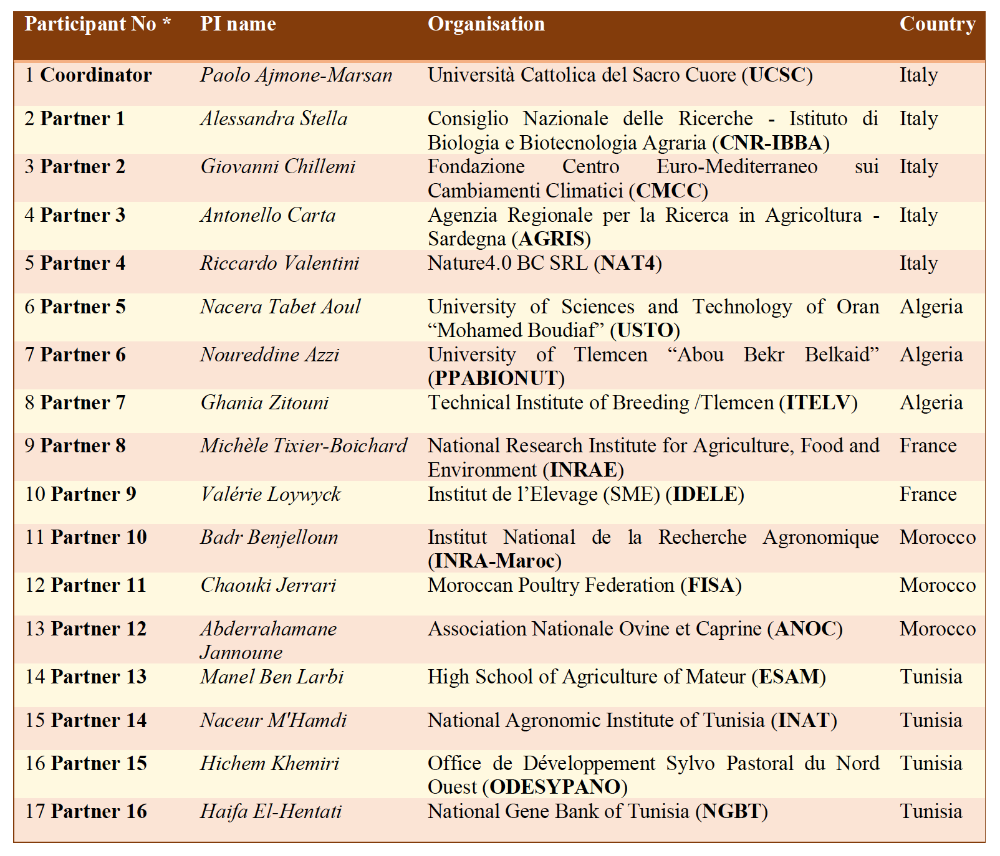 Participant No * PI name Organisation Country
1 Coordinator Paolo Ajmone-Marsan Università Cattolica del Sacro Cuore (UCSC) Italy
2 Partner 1 Alessandra Stella Consiglio Nazionale delle Ricerche - Istituto di Italy
Biologia e Biotecnologia Agraria (CNR-IBBA)
3 Partner 2 Giovanni Chillemi Fondazione Centro Euro-Mediterraneo sui Italy
Cambiamenti Climatici (CMCC)
4 Partner 3 Antonello Carta Agenzia Regionale per la Ricerca in Agricoltura - Italy
Sardegna (AGRIS)
5 Partner 4 Riccardo Valentini Nature4.0 BC SRL (NAT4) Italy
6 Partner 5 Nacera Tabet Aoul University of Sciences and Technology of Oran Algeria
“Mohamed Boudiaf” (USTO)
7 Partner 6 Noureddine Azzi University of Tlemcen “Abou Bekr Belkaid” Algeria
(PPABIONUT)
8 Partner 7 Ghania Zitouni Technical Institute of Breeding /Tlemcen (ITELV) Algeria
9 Partner 8 Michèle Tixier-Boichard National Research Institute for Agriculture, Food and France
Environment (INRAE)
10 Partner 9 Valérie Loywyck Institut de l’Elevage (SME) (IDELE) France
11 Partner 10 Badr Benjelloun Institut National de la Recherche Agronomique Morocco
(INRA-Maroc)
12 Partner 11 Chaouki Jerrari Moroccan Poultry Federation (FISA) Morocco
13 Partner 12 Abderrahamane Association Nationale Ovine et Caprine (ANOC) Morocco
Jannoune
14 Partner 13 Manel Ben Larbi High School of Agriculture of Mateur (ESAM) Tunisia
15 Partner 14 Naceur M'Hamdi National Agronomic Institute of Tunisia (INAT) Tunisia
16 Partner 15 Hichem Khemiri Office de Développement Sylvo Pastoral du Nord Tunisia
Ouest (ODESYPANO)
17 Partner 16 Haifa El-Hentati National Gene Bank of Tunisia (NGBT) Tunisia